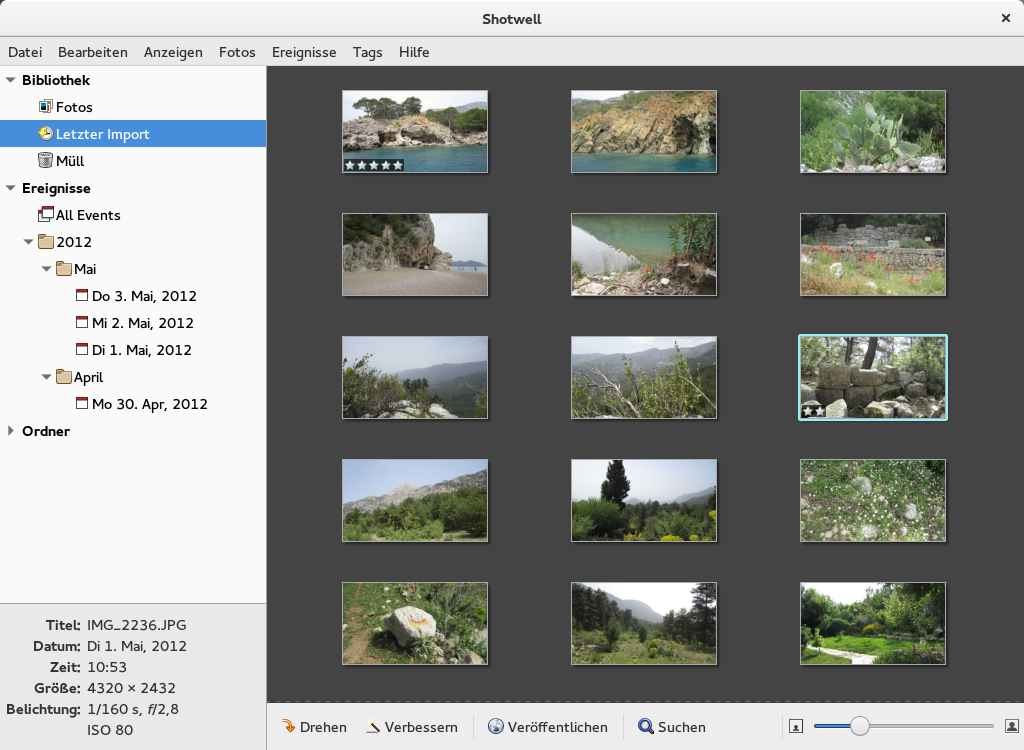 Shotwell
Datei Bearbeiten Anzeigen Fotos Ereignisse Tags Hilfe
Bibliothek
Fotos
Letzter Import
Müll
Ereignisse
All Events
2012
Mai
Do 3. Mai, 2012
Mi 2. Mai, 2012
Di 1. Mai, 2012
April
Mo 30. Apr, 2012
Ordner
Titel: IMG_2236.JPG
Datum: Di 1. Mai, 2012
Zeit: 10:53
Größe: 4320 × 2432
Belichtung: 1/160 s, f/2,8
ISO 80
Drehen Verbessern Veröffentlichen Suchen